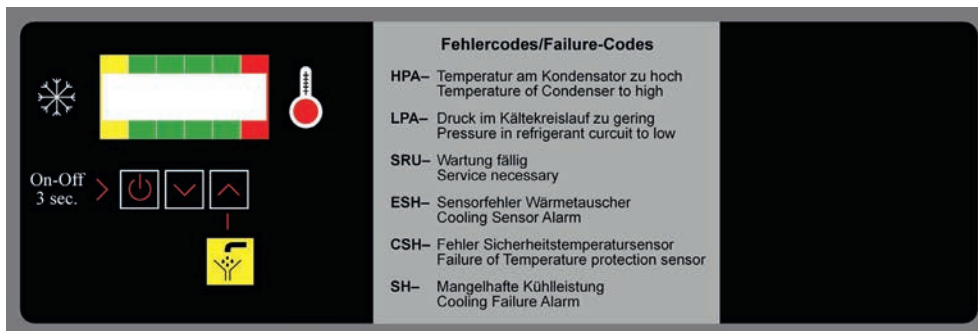 On-Off
3 sec.
Fehlercodes/Failure-Codes
HPA– Temperatur am Kondensator zu hoch
Temperature of Condenser to high
LPA– Druck im Kältekreislauf zu gering
Pressure in refrigerant curcuit to low
SRU– Wartung fällig
Service necessary
ESH– Sensorfehler Wärmetauscher
Cooling Sensor Alarm
CSH– Fehler Sicherheitstemperatursensor
Failure of Temperature protection sensor
SH– Mangelhafte Kühlleistung
Cooling Failure Alarm